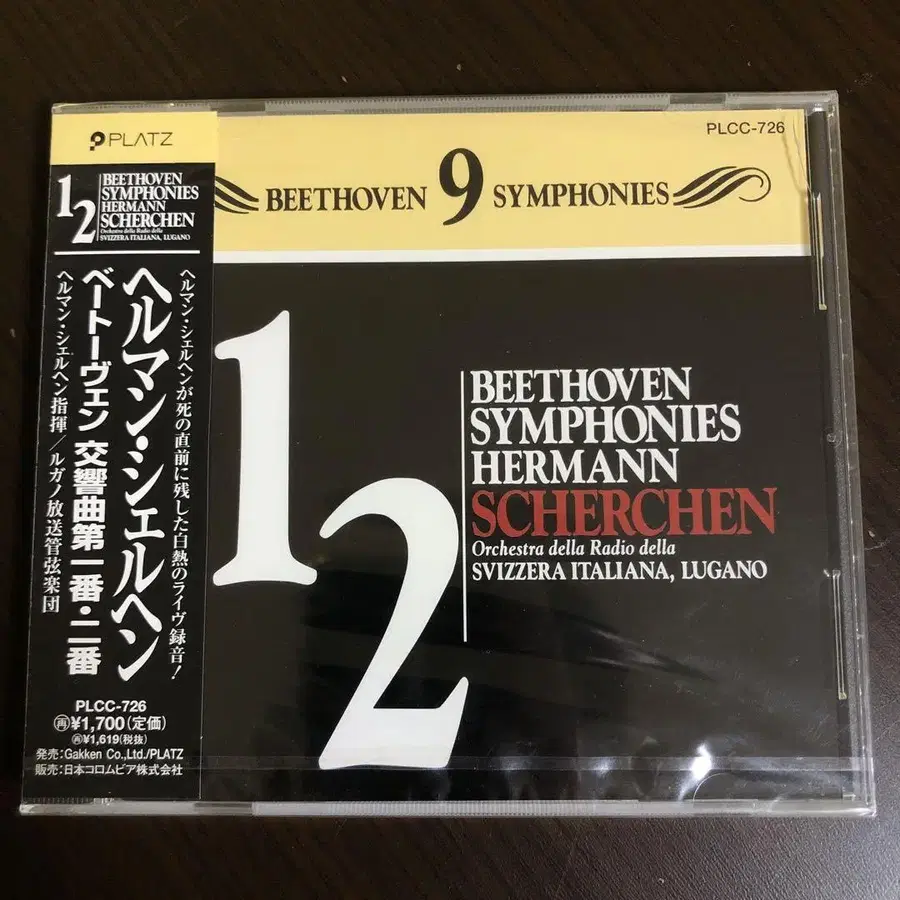 PLATZ
1
2
BEETHOVEN
SYMPHONIES
HERMANN
SCHERCHEN
Orchestra della Radio della
SVIZZERA ITALIANA, LUGANO
ヘルマン・シェルヘンが死の直前に残した白熱のライヴ録音!
ヘルマン・シェルヘン
ベートーヴェン 交響曲第一番・二番
ヘルマン・シェルヘン指揮/ルガノ放送管弦楽団
PLCC-726
再¥1,700(定価)
再¥1,619(税抜)
発売:Gakken Co.,Ltd./PLATZ
販売:日本コロムビア株式会社
PLCC-726
BEETHOVEN 9 SYMPHONIES
1
2
BEETHOVEN
SYMPHONIES
HERMANN
SCHERCHEN
Orchestra della Radio della
SVIZZERA ITALIANA, LUGANO